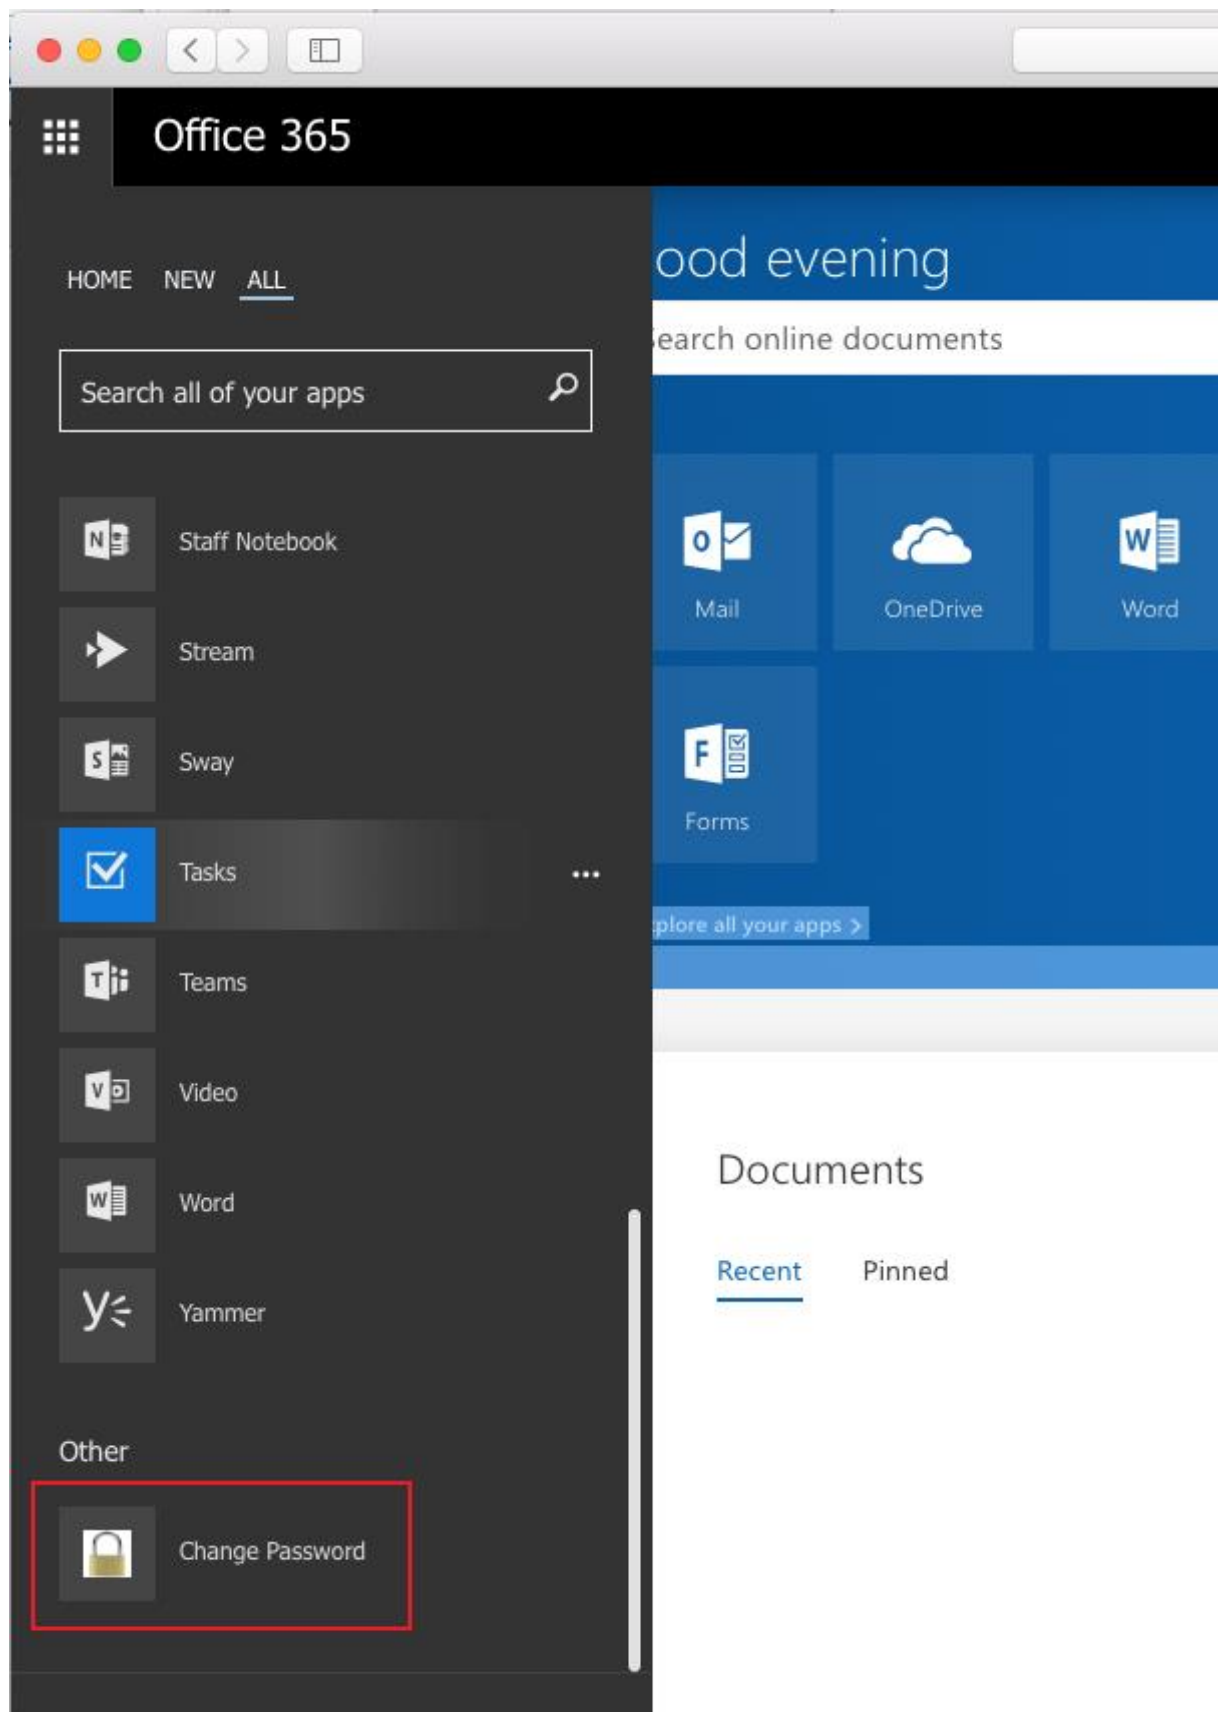 Office 365
HOME NEW ALL
Search all of your apps
Staff Notebook
Stream
Sway
Tasks
Teams
Video
Word
Yammer
Other
Change Password
ood evening
earch online documents
Mail
OneDrive
Word
Forms
plore all your apps >
Documents
Recent Pinned